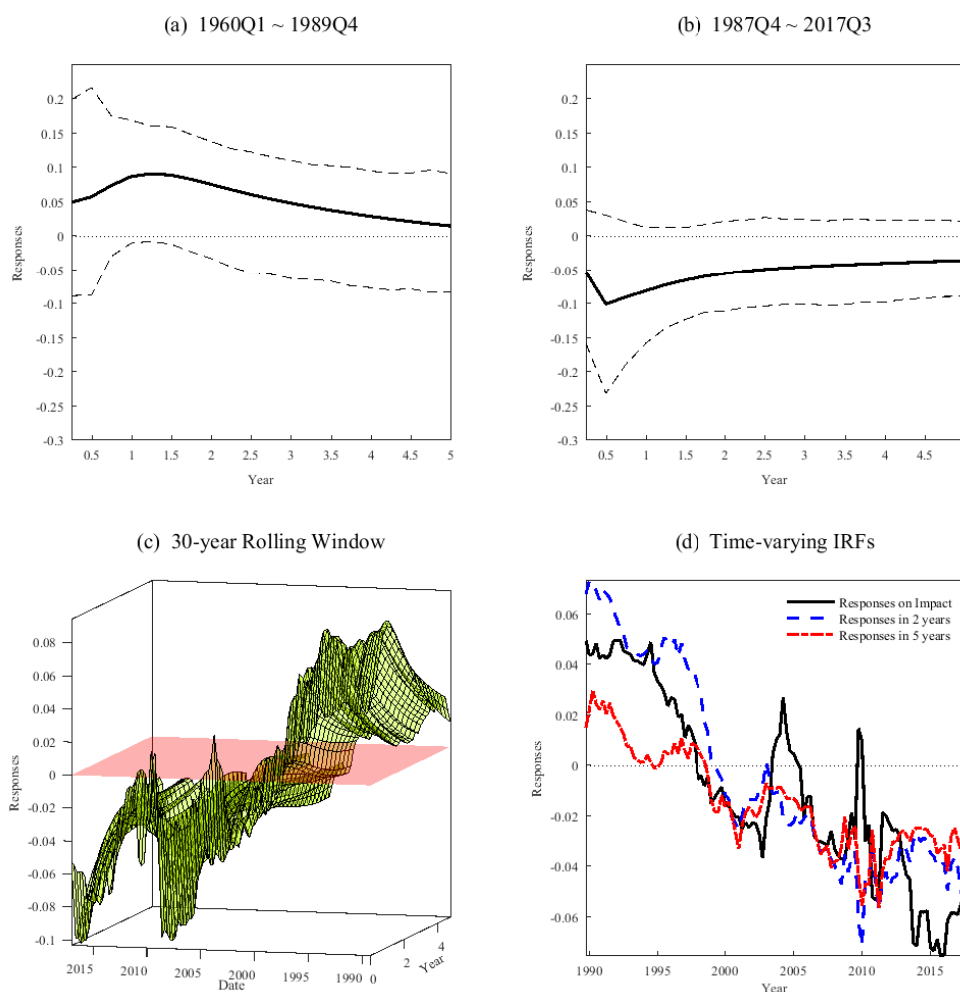 (a) 1960Q1 ~ 1989Q4
0.2
0.15
0.1
0.05
0
-0.05
-0.1
-0.15
-0.2
-0.25
-0.3
Responses
0.5 1 1.5 2 2.5 3 3.5 4 4.5 5
Year
(b) 1987Q4 ~ 2017Q3
0.2
0.15
0.1
0.05
0
-0.05
-0.1
-0.15
-0.2
-0.25
-0.3
Responses
0.5 1 1.5 2 2.5 3 3.5 4 4.5
Year
(c) 30-year Rolling Window
0.08
0.06
0.04
0.02
0
-0.02
-0.04
-0.06
-0.08
-0.1
Responses
2015 2010 2005 2000 1995 1990
Date
0 2 4
Year
(d) Time-varying IRFs
Responses on Impact
Responses in 2 years
Responses in 5 years
0.06
0.04
0.02
0
-0.02
-0.04
-0.06
Responses
1990 1995 2000 2005 2010 2015
Year